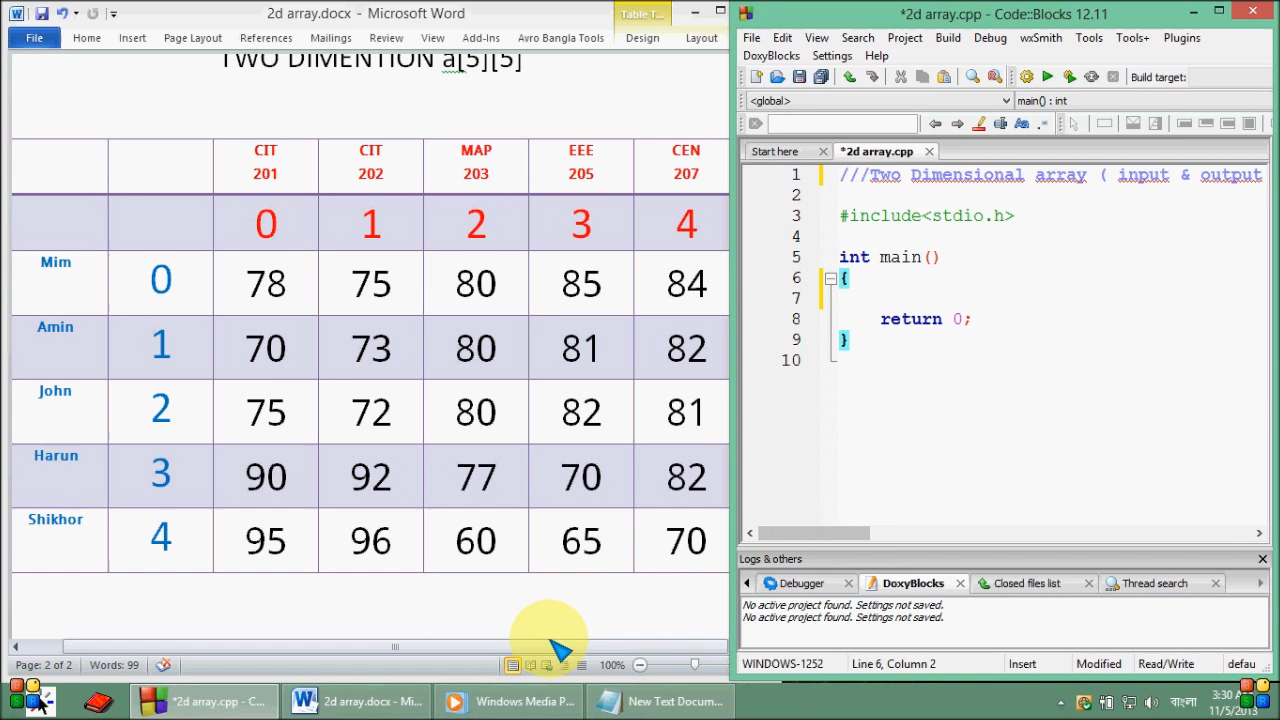 2d array.docx - Microsoft Word
Table T...
File Home Insert Page Layout References Mailings Review View Add-Ins Avro Bangla Tools Design Layout
TWO DIMENTION a[5][5]
CIT 201 CIT 202 MAP 203 EEE 205 CEN 207
0 1 2 3 4
Mim 0 78 75 80 85 84
Amin 1 70 73 80 81 82
John 2 75 72 80 82 81
Harun 3 90 92 77 70 82
Shikhor 4 95 96 60 65 70
Page: 2 of 2 Words: 99 100%
*2d array.cpp - Code::Blocks 12.11
File Edit View Search Project Build Debug wxSmith Tools Tools+ Plugins
DoxyBlocks Settings Help
Build target:
<global> main() : int
Start here *2d array.cpp
1 ///Two Dimensional array ( input & output
2
3 #include<stdio.h>
4
5 int main()
6 {
7
8 return 0;
9 }
10
Logs & others
Debugger DoxyBlocks Closed files list Thread search
No active project found. Settings not saved.
No active project found. Settings not saved.
WINDOWS-1252 Line 6, Column 2 Insert Modified Read/Write defau
*2d array.cpp - C... 2d array.docx - Mi... Windows Media P... New Text Docum... বাংলা 3:30 AM
11/5/2013